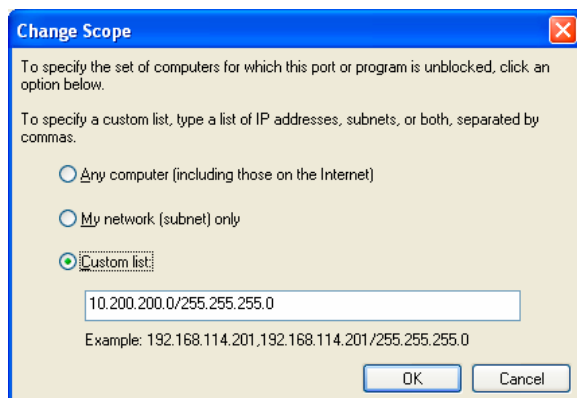 Change Scope
To specify the set of computers for which this port or program is unblocked, click an
option below.
To specify a custom list, type a list of IP addresses, subnets, or both, separated by
commas.
Any computer (including those on the Internet)
My network (subnet) only
Custom list:
10.200.200.0/255.255.255.0
Example: 192.168.114.201,192.168.114.201/255.255.255.0
OK
Cancel